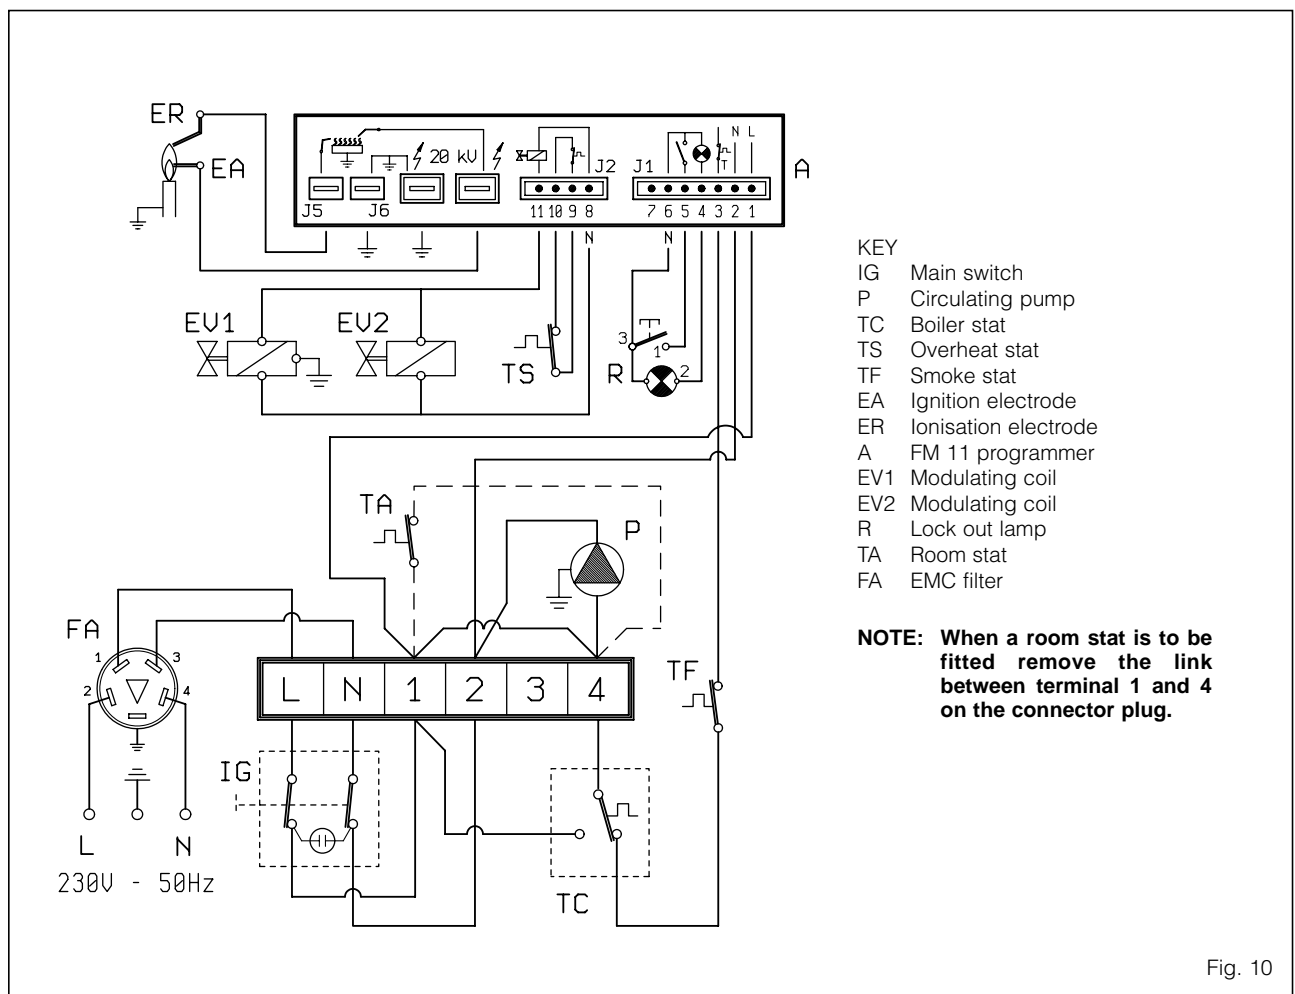 ER
EA
20 kV
N L
T
J5
J6
J2
J1
A
11 10 9 8
7 6 5 4 3 2 1
N
N
EV1
EV2
TS
3
1
R
2
TA
P
FA
1
3
2
4
L N 1 2 3 4
TF
IG
TC
L
N
230V - 50Hz
KEY
IG Main switch
P Circulating pump
TC Boiler stat
TS Overheat stat
TF Smoke stat
EA Ignition electrode
ER Ionisation electrode
A FM 11 programmer
EV1 Modulating coil
EV2 Modulating coil
R Lock out lamp
TA Room stat
FA EMC filter
NOTE: When a room stat is to be
fitted remove the link
between terminal 1 and 4
on the connector plug.
Fig. 10